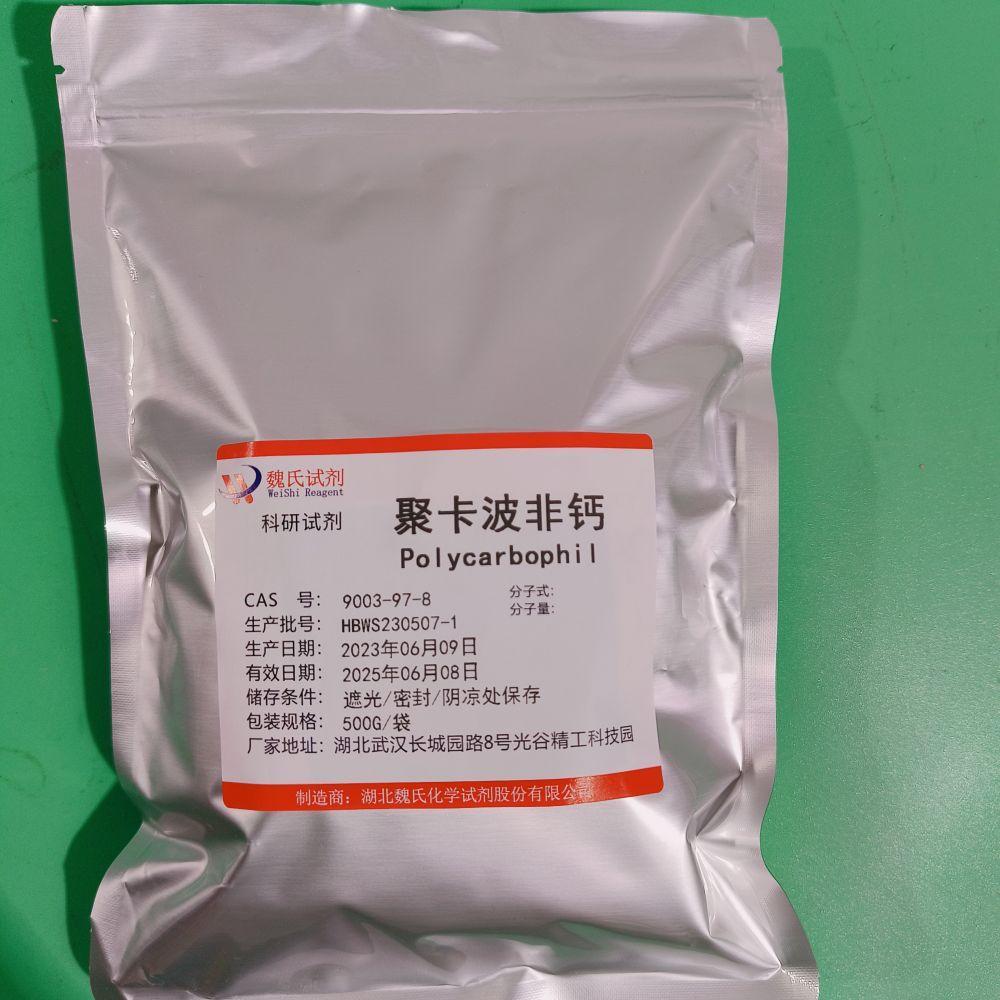 魏氏试剂
WeiShi Reagent
科研试剂
聚卡波非钙
Polycarbophil
CAS 号： 9003-97-8
分子式：
分子量：
生产批号： HBWS230507-1
生产日期： 2023年06月09日
有效日期： 2025年06月08日
储存条件： 遮光/密封/阴凉处保存
包装规格： 500G/袋
厂家地址： 湖北武汉长城园路8号光谷精工科技园
制造商：湖北魏氏化学试剂股份有限公司